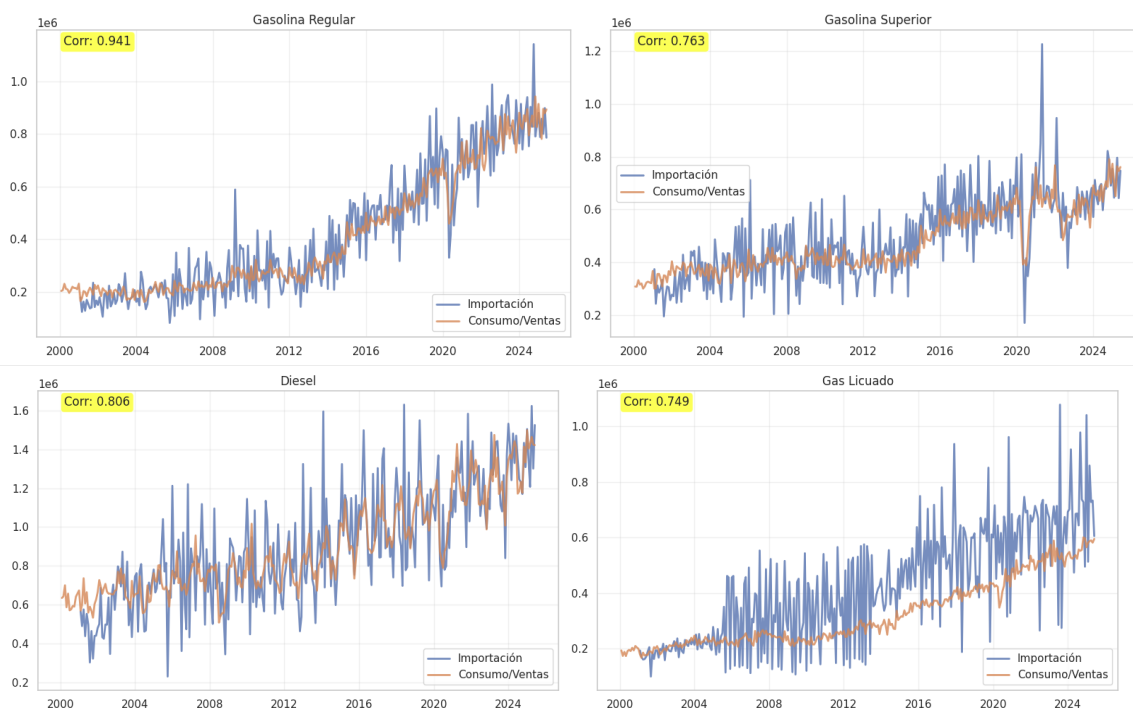 Gasolina Regular
1e6
Corr: 0.941
1.0
0.8
0.6
0.4
0.2
Importación
Consumo/Ventas
2000 2004 2008 2012 2016 2020 2024
Gasolina Superior
1e6
Corr: 0.763
1.2
1.0
0.8
0.6
0.4
0.2
Importación
Consumo/Ventas
2000 2004 2008 2012 2016 2020 2024
Diesel
1e6
Corr: 0.806
1.6
1.4
1.2
1.0
0.8
0.6
0.4
0.2
Importación
Consumo/Ventas
2000 2004 2008 2012 2016 2020 2024
Gas Licuado
1e6
Corr: 0.749
1.0
0.8
0.6
0.4
0.2
Importación
Consumo/Ventas
2000 2004 2008 2012 2016 2020 2024